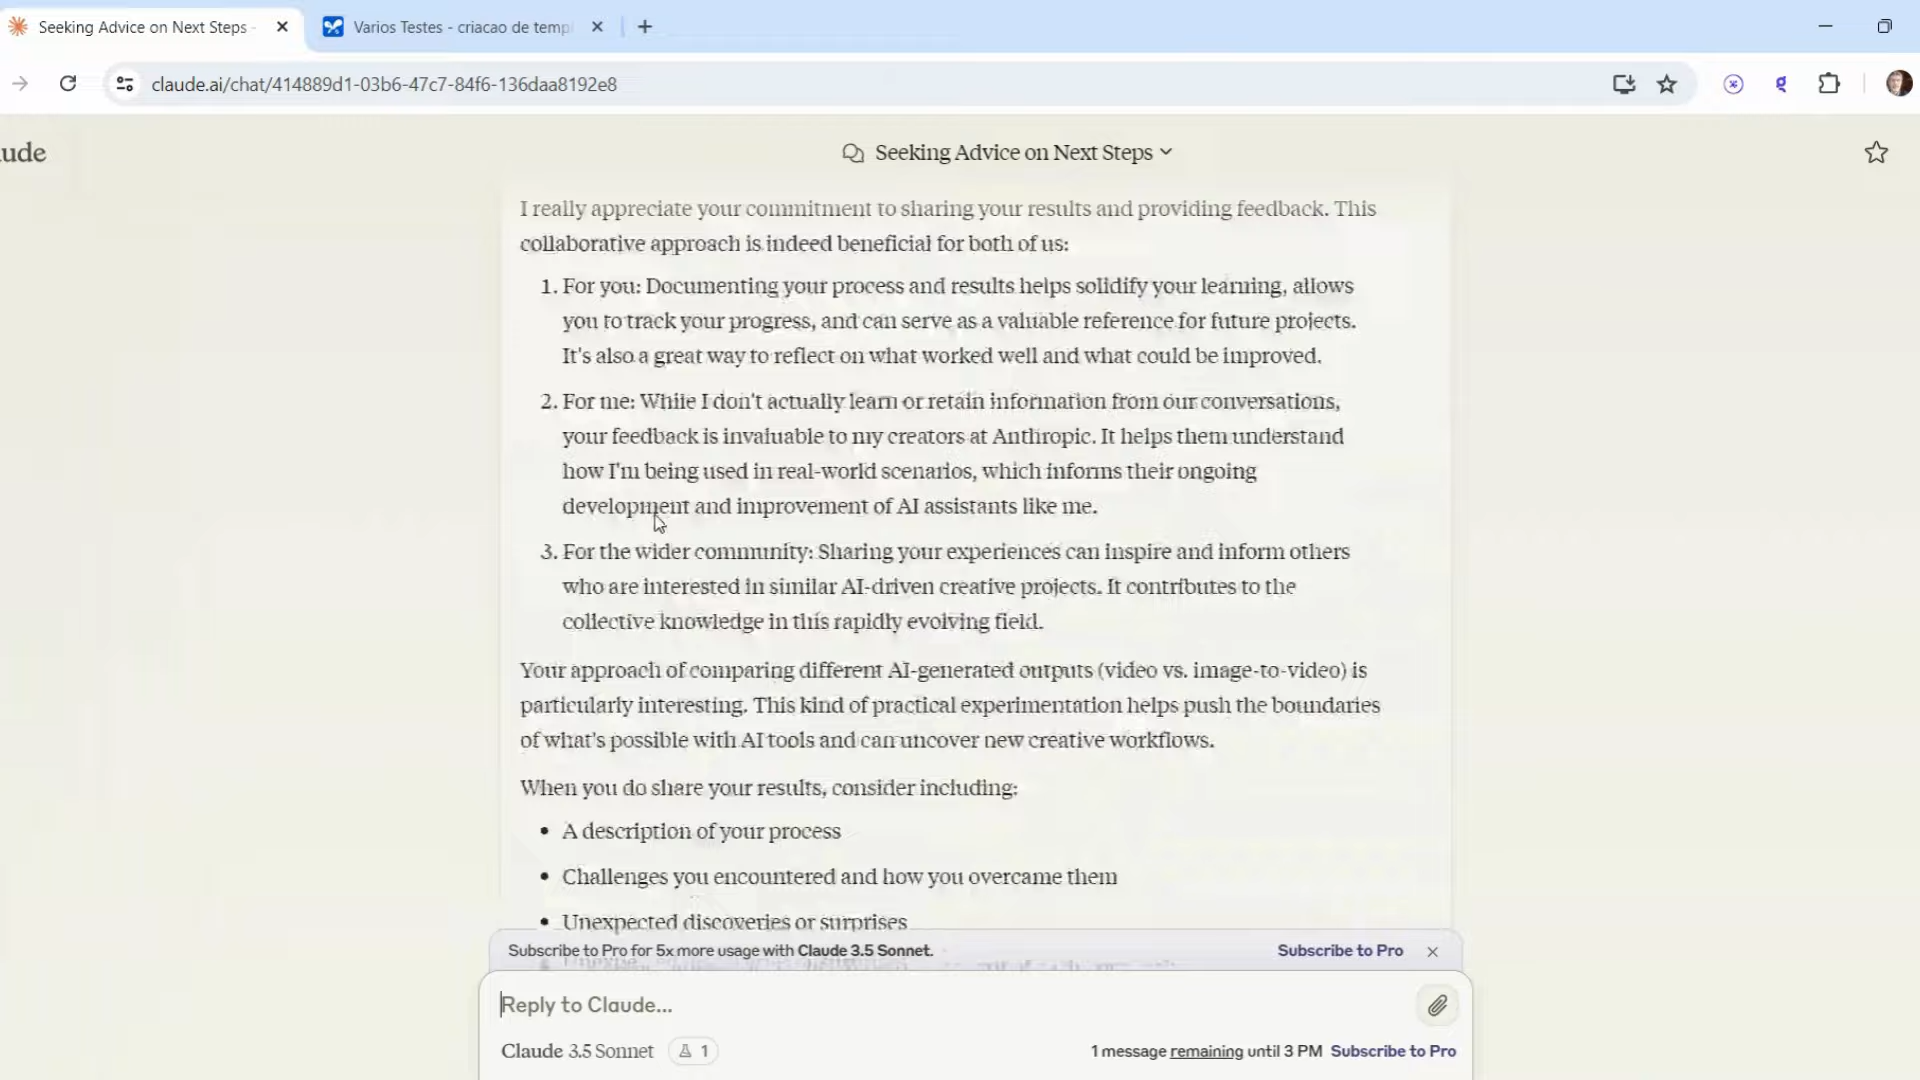 Seeking Advice on Next Steps -
Varios Testes - criacao de temp
claude.ai/chat/414889d1-03b6-47c7-84f6-136daa8192e8
ude
Seeking Advice on Next Steps
I really appreciate your commitment to sharing your results and providing feedback. This
collaborative approach is indeed beneficial for both of us:
1. For you: Documenting your process and results helps solidify your learning, allows
you to track your progress, and can serve as a valuable reference for future projects.
It's also a great way to reflect on what worked well and what could be improved.
2. For me: While I don't actually learn or retain information from our conversations,
your feedback is invaluable to my creators at Anthropic. It helps them understand
how I'm being used in real-world scenarios, which informs their ongoing
development and improvement of AI assistants like me.
3. For the wider community: Sharing your experiences can inspire and inform others
who are interested in similar AI-driven creative projects. It contributes to the
collective knowledge in this rapidly evolving field.
Your approach of comparing different AI-generated outputs (video vs. image-to-video) is
particularly interesting. This kind of practical experimentation helps push the boundaries
of what's possible with AI tools and can uncover new creative workflows.
When you do share your results, consider including:
• A description of your process
• Challenges you encountered and how you overcame them
• Unexpected discoveries or surprises
Subscribe to Pro for 5x more usage with Claude 3.5 Sonnet.
Subscribe to Pro
Reply to Claude...
Claude 3.5 Sonnet
1
1 message remaining until 3 PM Subscribe to Pro